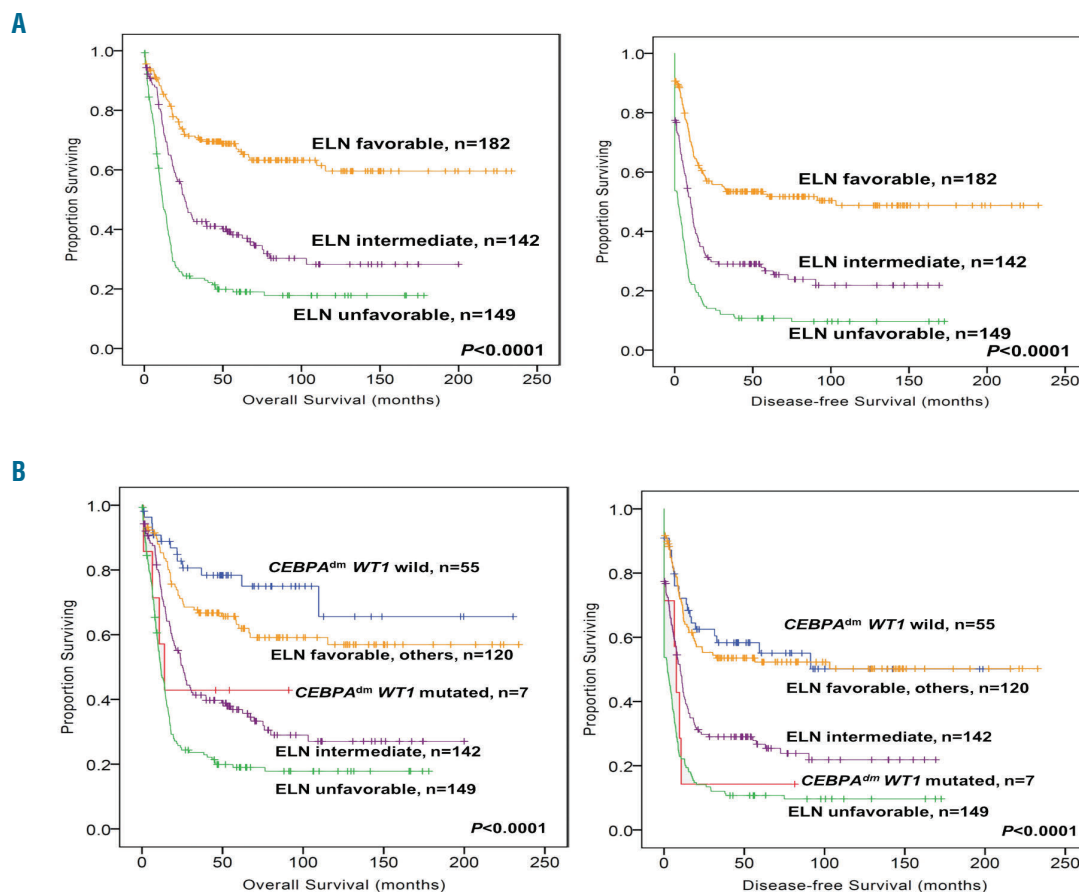 A
1.0
0.8
0.6
0.4
0.2
0.0
Proportion Surviving
ELN favorable, n=182
ELN intermediate, n=142
ELN unfavorable, n=149
P<0.0001
0 50 100 150 200 250
Overall Survival (months)
1.0
0.8
0.6
0.4
0.2
0.0
Proportion Surviving
ELN favorable, n=182
ELN intermediate, n=142
ELN unfavorable, n=149
P<0.0001
0 50 100 150 200 250
Disease-free Survival (months)
B
1.0
0.8
0.6
0.4
0.2
0.0
Proportion Surviving
CEBPAdm WT1 wild, n=55
ELN favorable, others, n=120
CEBPAdm WT1 mutated, n=7
ELN intermediate, n=142
ELN unfavorable, n=149
P<0.0001
0 50 100 150 200 250
Overall Survival (months)
1.0
0.8
0.6
0.4
0.2
0.0
Proportion Surviving
CEBPAdm WT1 wild, n=55
ELN favorable, others, n=120
ELN intermediate, n=142
CEBPAdm WT1 mutated, n=7
ELN unfavorable, n=149
P<0.0001
0 50 100 150 200 250
Disease-free Survival (months)